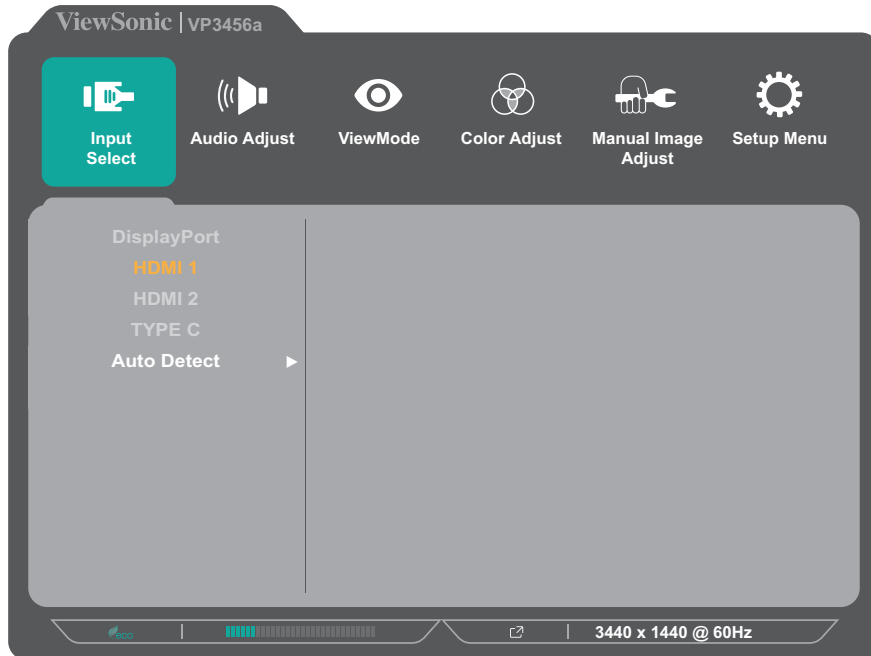 ViewSonic | VP3456a
Input
Select
Audio Adjust
ViewMode
Color Adjust
Manual Image
Adjust
Setup Menu
DisplayPort
HDMI 1
HDMI 2
TYPE C
Auto Detect
eco
3440 x 1440 @ 60Hz